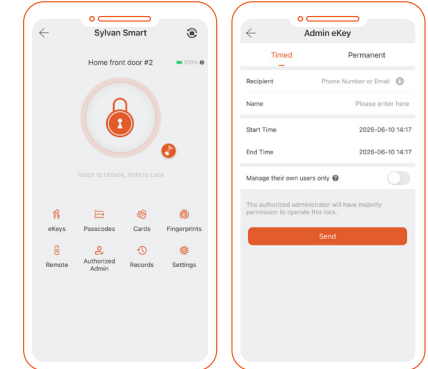 Sylvan Smart
Home front door #2
100%
Touch to Unlock, Hold to Lock
eKeys
Passcodes
Cards
Fingerprints
Remote
Authorized
Admin
Records
Settings
Admin eKey
Timed
Permanent
Recipient
Phone Number or Email
Name
Please enter here
Start Time
2026-06-10 14:17
End Time
2026-06-10 14:17
Manage their own users only ?
The authorized administrator will have majority
permission to operate this lock.
Send